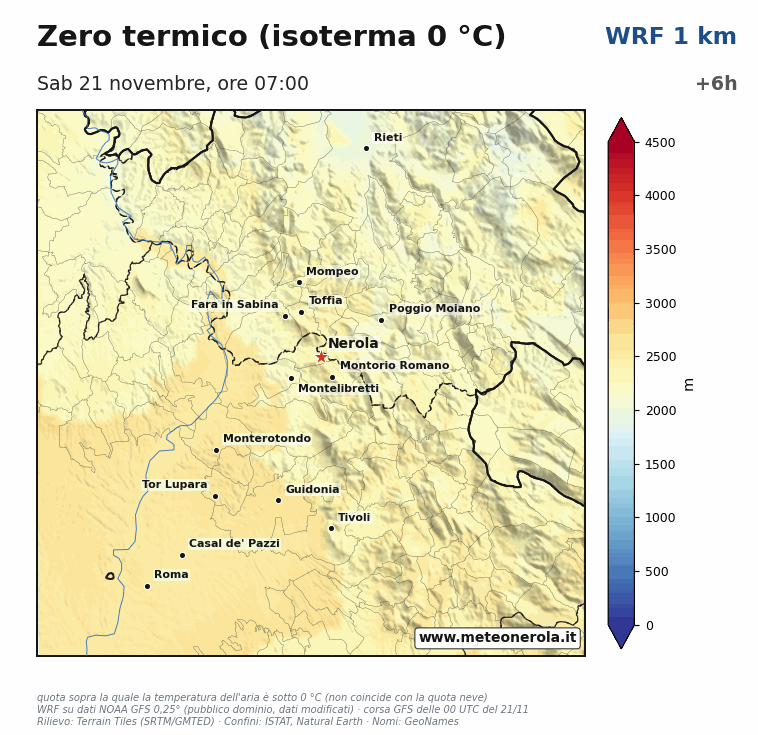 Zero termico (isoterma 0 °C)
WRF 1 km
Sab 21 novembre, ore 07:00
+6h
Rieti
Mompeo
Fara in Sabina
Toffia
Poggio Moiano
Nerola
Montorio Romano
Montelibretti
Monterotondo
Tor Lupara
Guidonia
Tivoli
Casal de' Pazzi
Roma
www.meteonerola.it
4500
4000
3500
3000
2500
2000
1500
1000
500
0
m
quota sopra la quale la temperatura dell'aria è sotto 0 °C (non coincide con la quota neve)
WRF su dati NOAA GFS 0,25° (pubblico dominio, dati modificati) · corsa GFS delle 00 UTC del 21/11
Rilievo: Terrain Tiles (SRTM/GMTED) · Confini: ISTAT, Natural Earth · Nomi: GeoNames